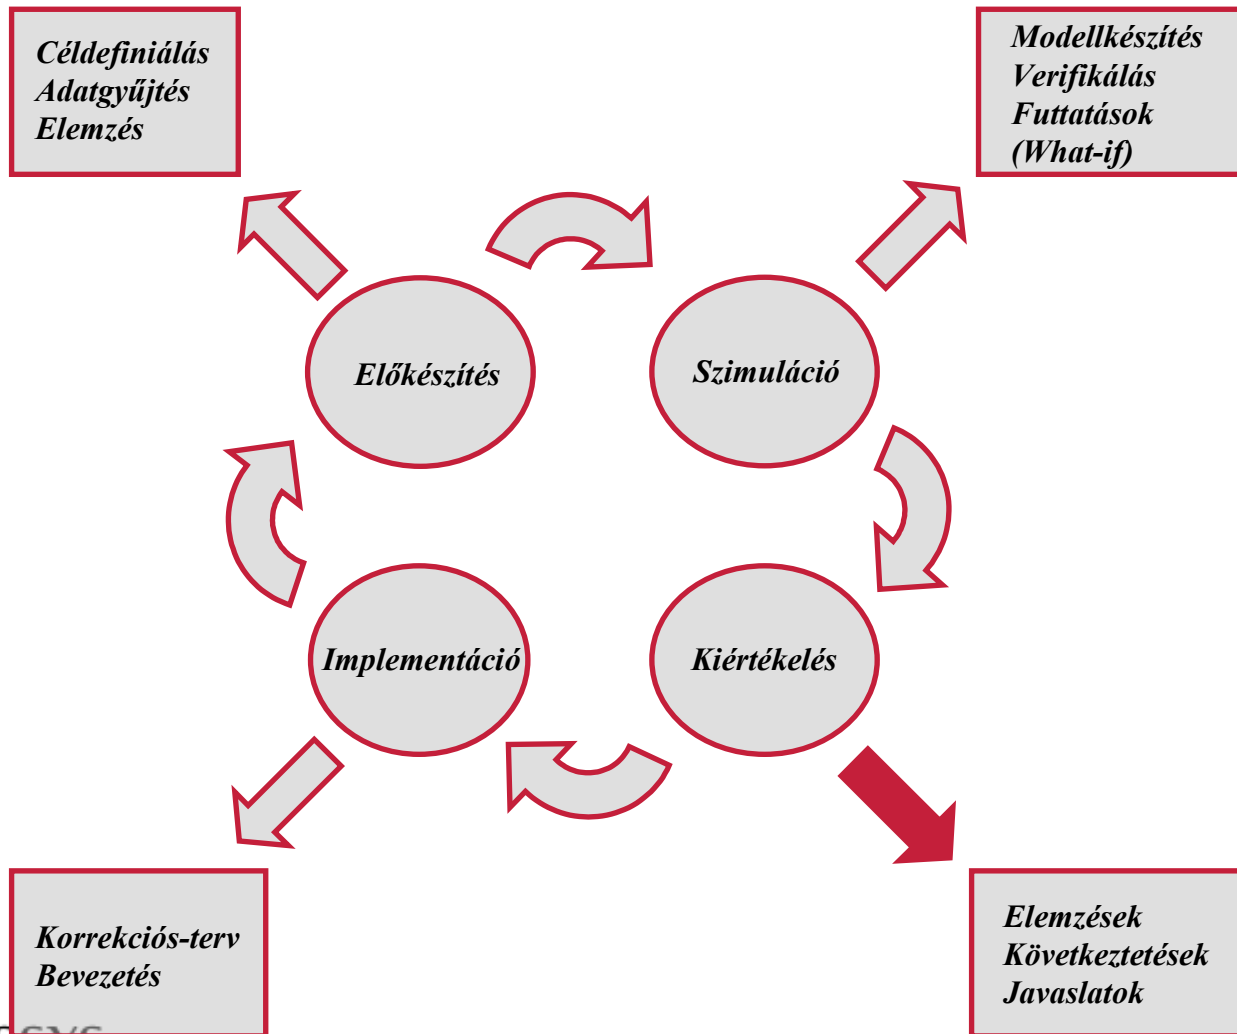 Céldefiniálás
Adatgyűjtés
Elemzés
Modellkészítés
Verifikálás
Futtatások
(What-if)
Előkészítés
Szimuláció
Implementáció
Kiértékelés
Korrekciós-terv
Bevezetés
Elemzések
Következtetések
Javaslatok